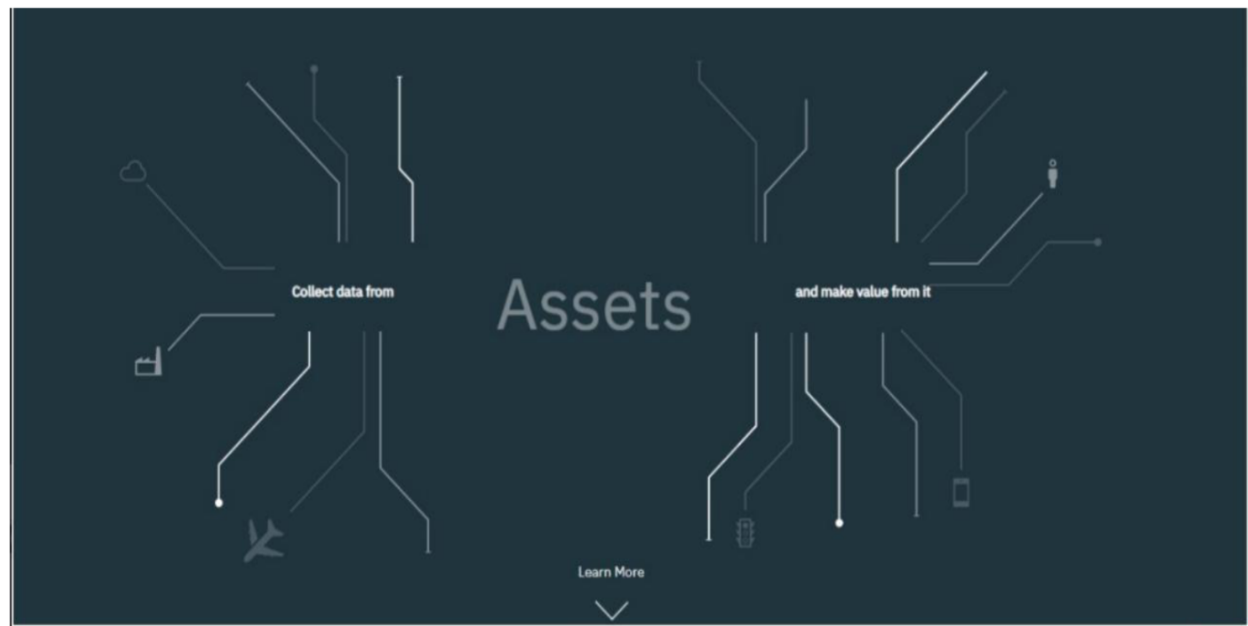 Collect data from
Assets
and make value from it
Learn More